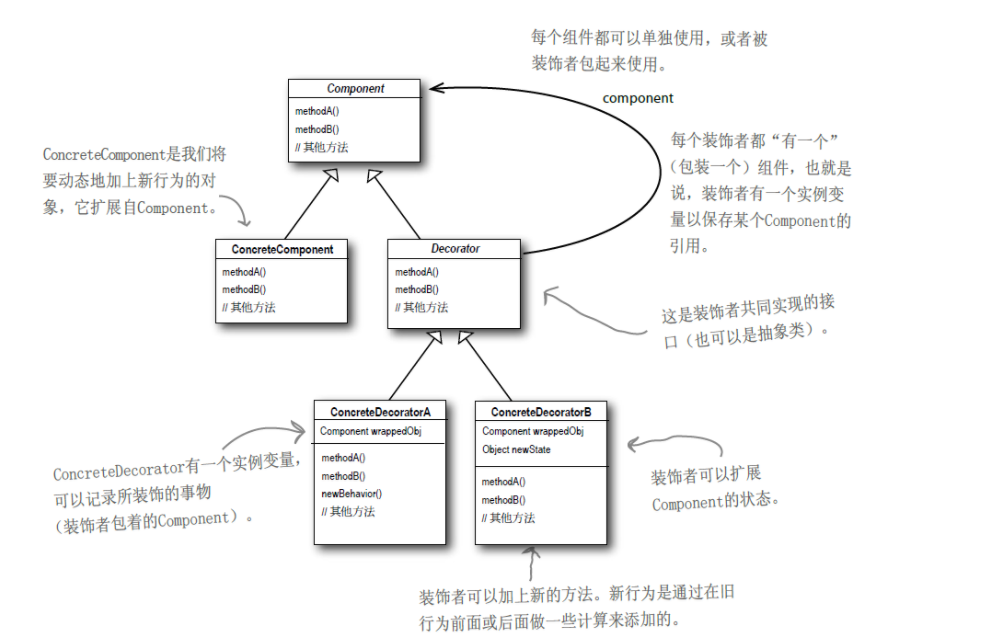 每个组件都可以单独使用，或者被
装饰者包起来使用。
Component
methodA()
methodB()
// 其他方法
component
每个装饰者都“有一个”
（包装一个）组件，也就是
说，装饰者有一个实例变
量以保存某个Component的
引用。
ConcreteComponent是我们将
要动态地加上新行为的对
象，它扩展自Component。
ConcreteComponent
methodA()
methodB()
// 其他方法
Decorator
methodA()
methodB()
// 其他方法
这是装饰者共同实现的接
口（也可以是抽象类）。
ConcreteDecoratorA
Component wrappedObj
methodA()
methodB()
newBehavior()
// 其他方法
ConcreteDecoratorB
Component wrappedObj
Object newState
methodA()
methodB()
// 其他方法
ConcreteDecorator有一个实例变量，
可以记录所装饰的事物
（装饰者包着的Component）。
装饰者可以扩展
Component的状态。
装饰者可以加上新的方法。新行为是通过在旧
行为前面或后面做一些计算来添加的。